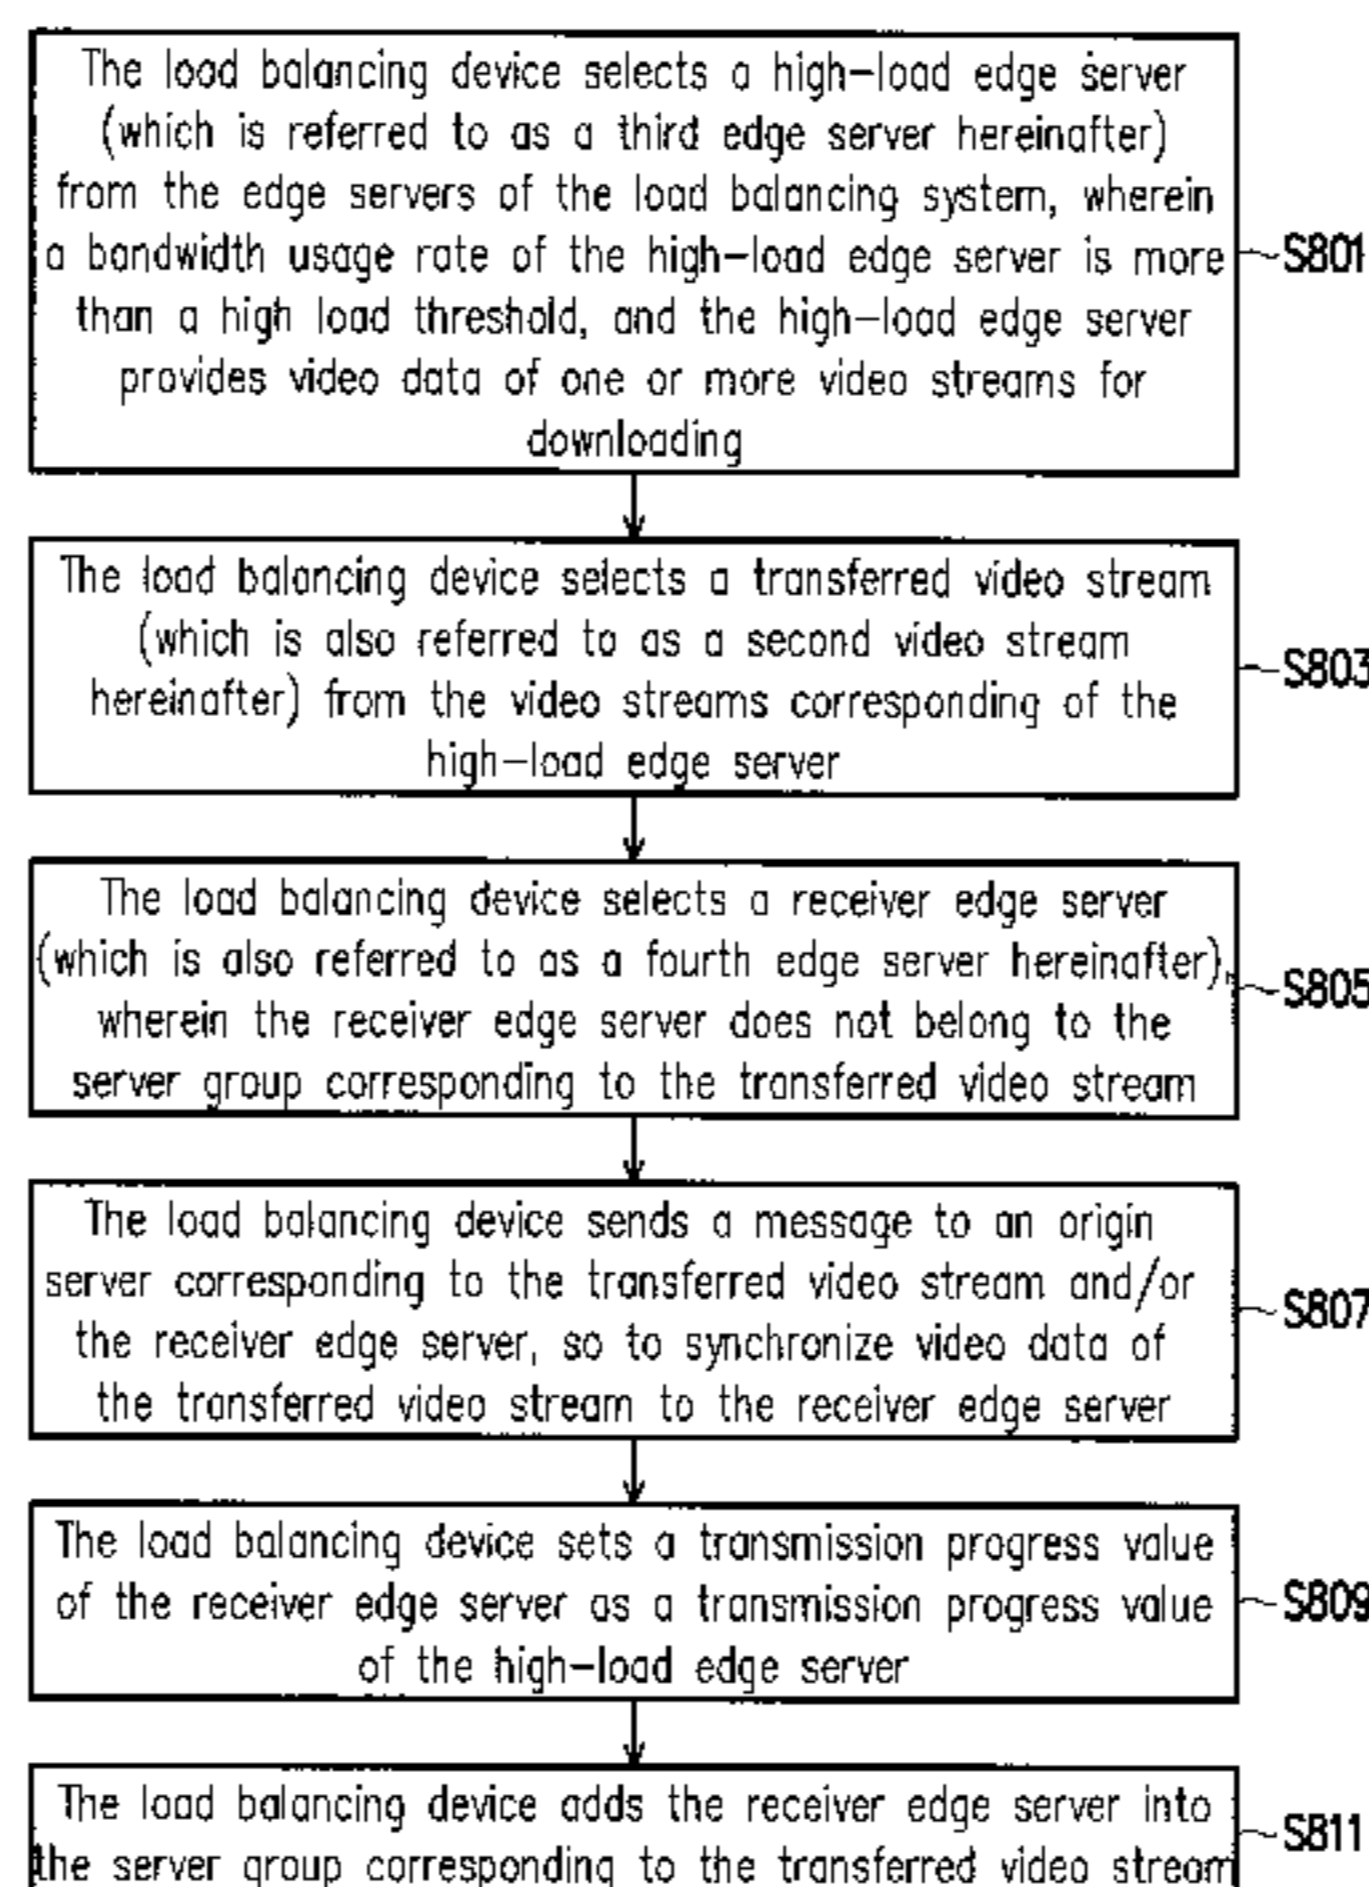 The load balancing device selects a high-load edge server
(which is referred to as a third edge server hereinafter)
from the edge servers of the load balancing system, wherein
a bandwidth usage rate of the high-load edge server is more
than a high load threshold, and the high-load edge server
provides video data of one or more video streams for
downloading
S801
The load balancing device selects a transferred video stream
(which is also referred to as a second video stream
hereinafter) from the video streams corresponding of the
high-load edge server
S803
The load balancing device selects a receiver edge server
(which is also referred to as a fourth edge server hereinafter),
wherein the receiver edge server does not belong to the
server group corresponding to the transferred video stream
S805
The load balancing device sends a message to an origin
server corresponding to the transferred video stream and/or
the receiver edge server, so to synchronize video data of
the transferred video stream to the receiver edge server
S807
The load balancing device sets a transmission progress value
of the receiver edge server as a transmission progress value
of the high-load edge server
S809
The load balancing device adds the receiver edge server into
the server group corresponding to the transferred video stream
S811